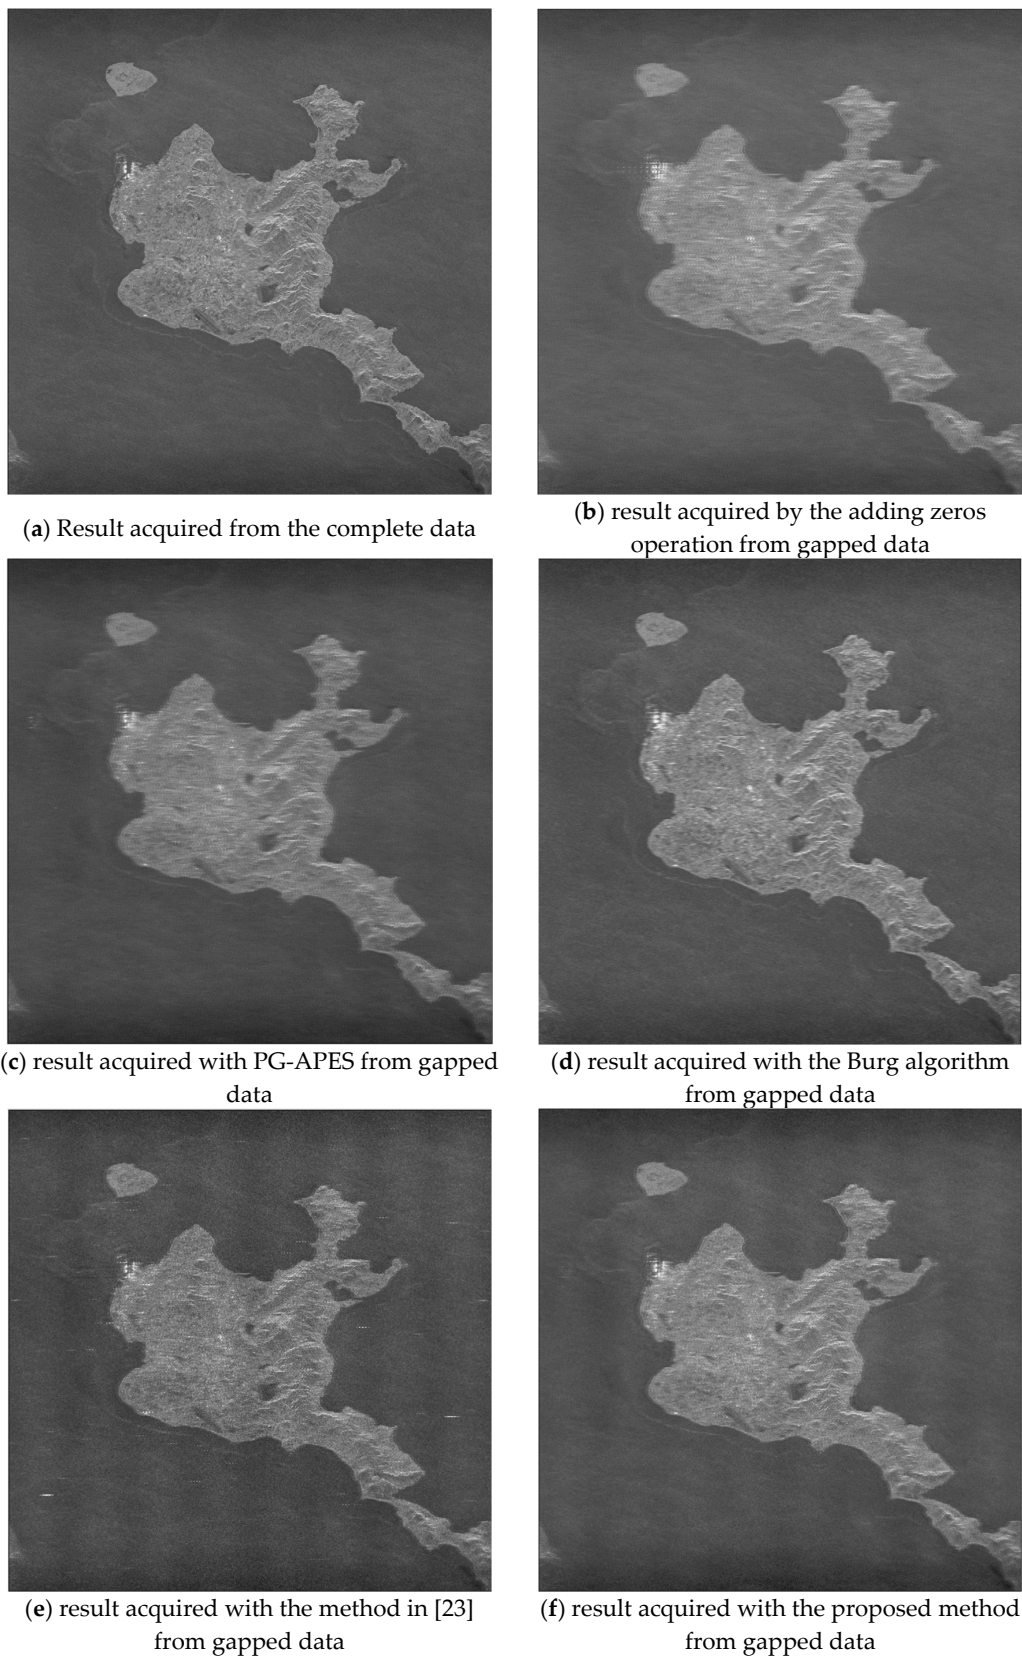 (a) Result acquired from the complete data
(b) result acquired by the adding zeros
operation from gapped data
(c) result acquired with PG-APES from gapped
data
(d) result acquired with the Burg algorithm
from gapped data
(e) result acquired with the method in [23]
from gapped data
(f) result acquired with the proposed method
from gapped data